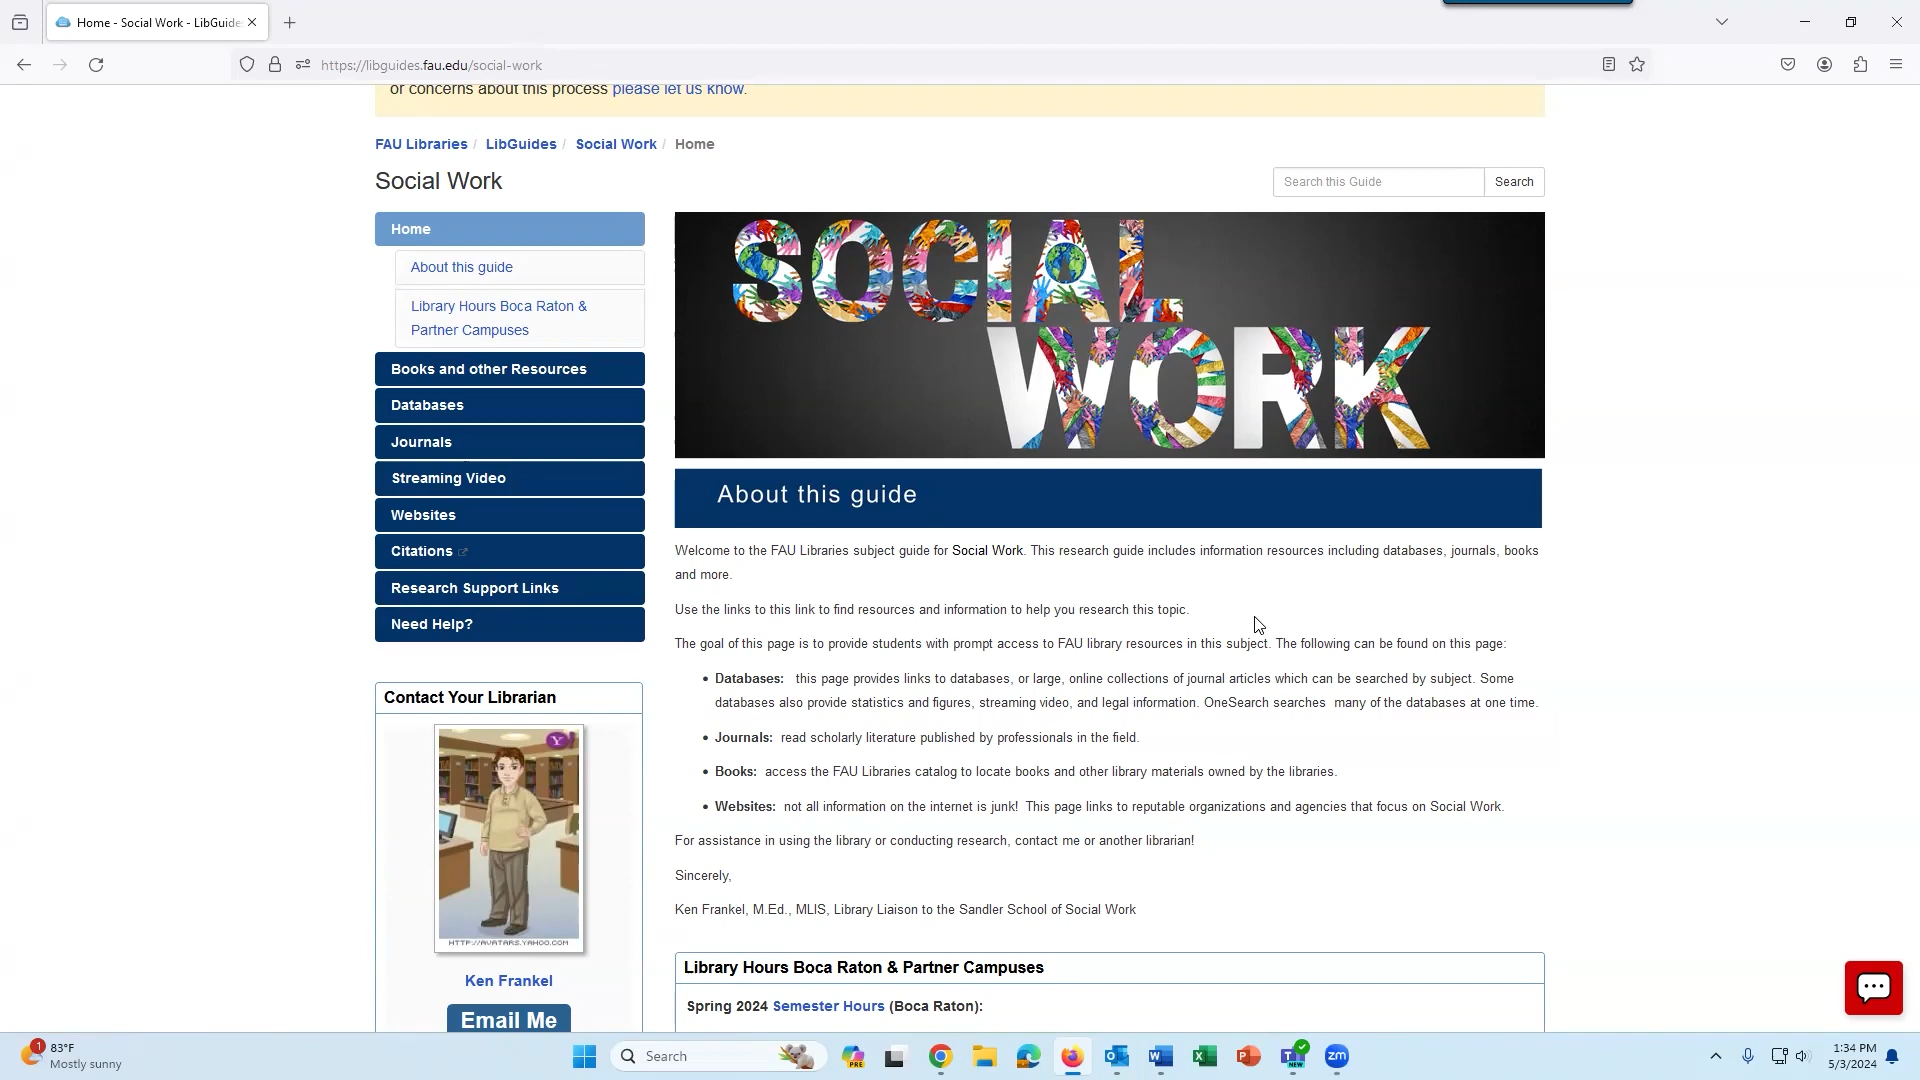 Home - Social Work - LibGuide
https://libguides.fau.edu/social-work
or concerns about this process please let us know.
FAU Libraries / LibGuides / Social Work / Home
Social Work
Search this Guide
Search
Home
About this guide
Library Hours Boca Raton &
Partner Campuses
Books and other Resources
Databases
Journals
Streaming Video
Websites
Citations
Research Support Links
Need Help?
Contact Your Librarian
HTTP://AVATARS.YAHOO.COM
Ken Frankel
Email Me
SOCIAL
WORK
About this guide
Welcome to the FAU Libraries subject guide for Social Work. This research guide includes information resources including databases, journals, books
and more.
Use the links to this link to find resources and information to help you research this topic.
The goal of this page is to provide students with prompt access to FAU library resources in this subject. The following can be found on this page:
• Databases: this page provides links to databases, or large, online collections of journal articles which can be searched by subject. Some
databases also provide statistics and figures, streaming video, and legal information. OneSearch searches many of the databases at one time.
• Journals: read scholarly literature published by professionals in the field.
• Books: access the FAU Libraries catalog to locate books and other library materials owned by the libraries.
• Websites: not all information on the internet is junk! This page links to reputable organizations and agencies that focus on Social Work.
For assistance in using the library or conducting research, contact me or another librarian!
Sincerely,
Ken Frankel, M.Ed., MLIS, Library Liaison to the Sandler School of Social Work
Library Hours Boca Raton & Partner Campuses
Spring 2024 Semester Hours (Boca Raton):
1
83°F
Mostly sunny
Search
PRE
NEW
zm
1:34 PM
5/3/2024